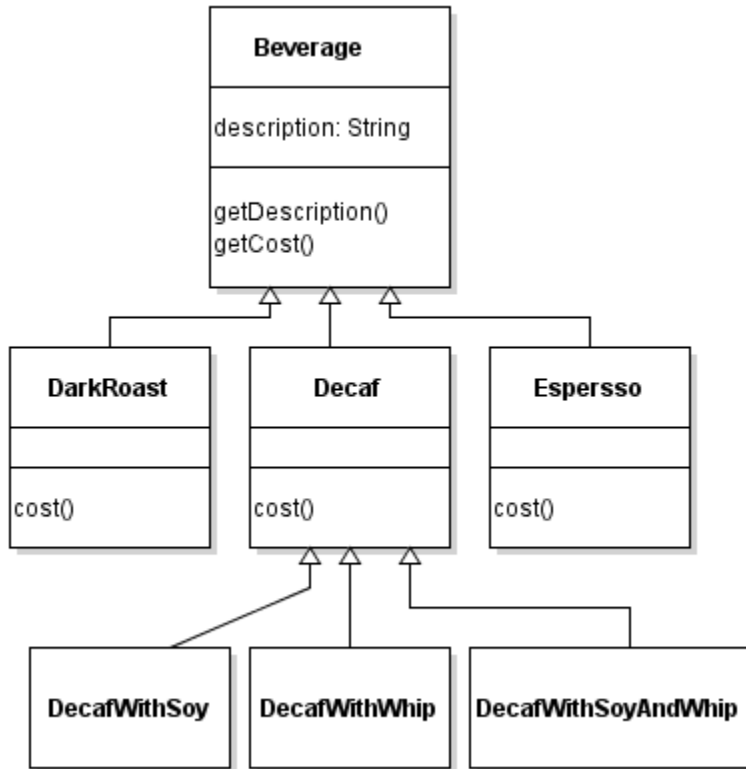 Beverage
description: String
getDescription()
getCost()
DarkRoast
Decaf
Espersso
cost()
cost()
cost()
DecafWithSoy
DecafWithWhip
DecafWithSoyAndWhip